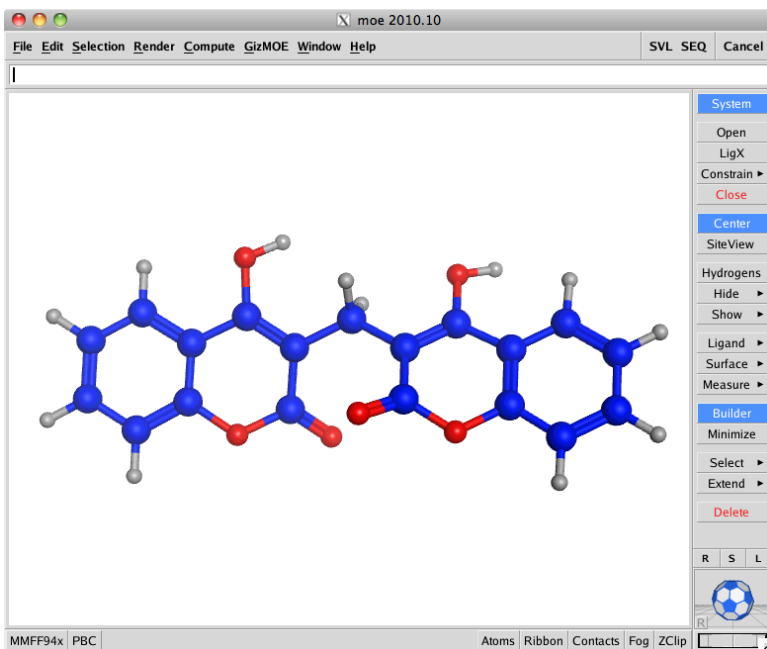 moe 2010.10
File Edit Selection Render Compute GizMOE Window Help SVL SEQ Cancel
System
Open
LigX
Constrain
Close
Center
SiteView
Hydrogens
Hide
Show
Ligand
Surface
Measure
Builder
Minimize
Select
Extend
Delete
R S L
R
MMFF94x PBC Atoms Ribbon Contacts Fog ZClip